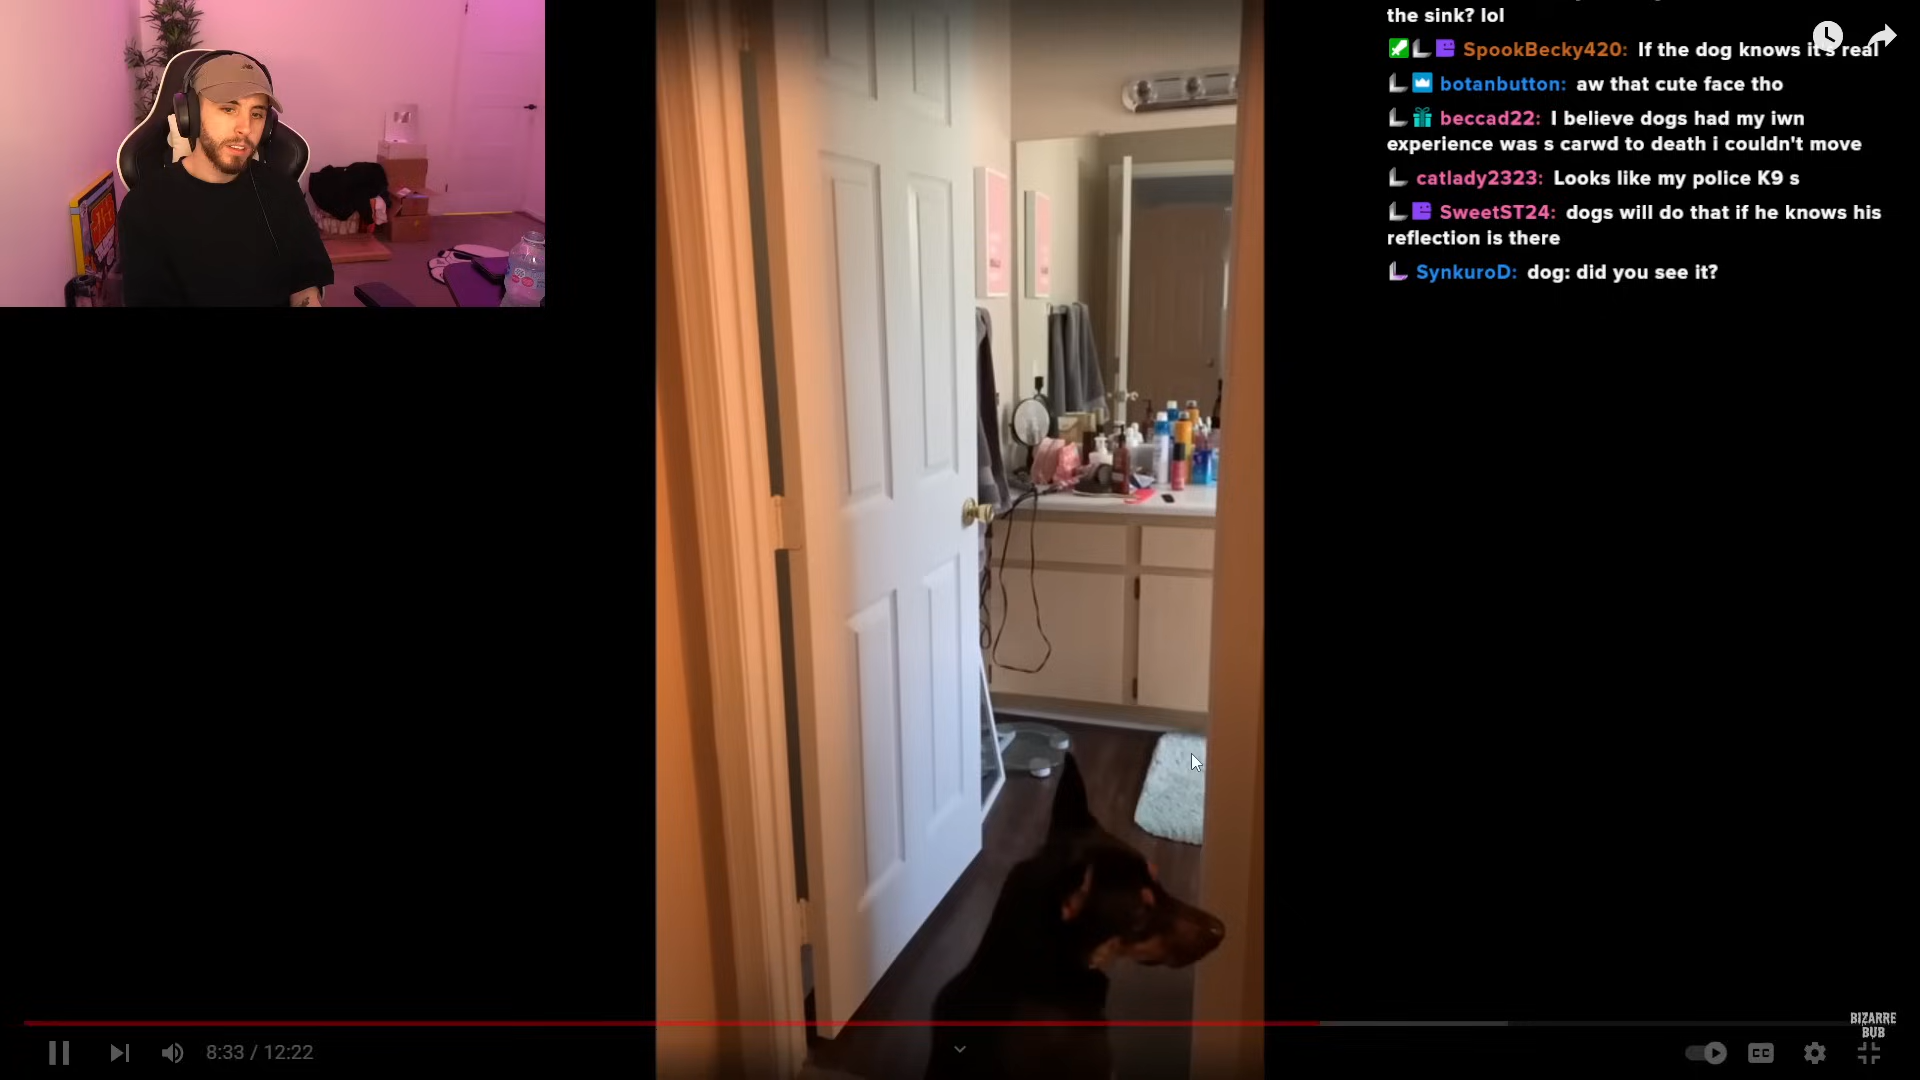 the sink? lol
SpookBecky420: If the dog knows it's real
botanbutton: aw that cute face tho
beccad22: I believe dogs had my iwn
experience was s carwd to death i couldn't move
catlady2323: Looks like my police K9 s
SweetST24: dogs will do that if he knows his
reflection is there
SynkuroD: dog: did you see it?
8:33 / 12:22
CC
BIZARRE
BUB